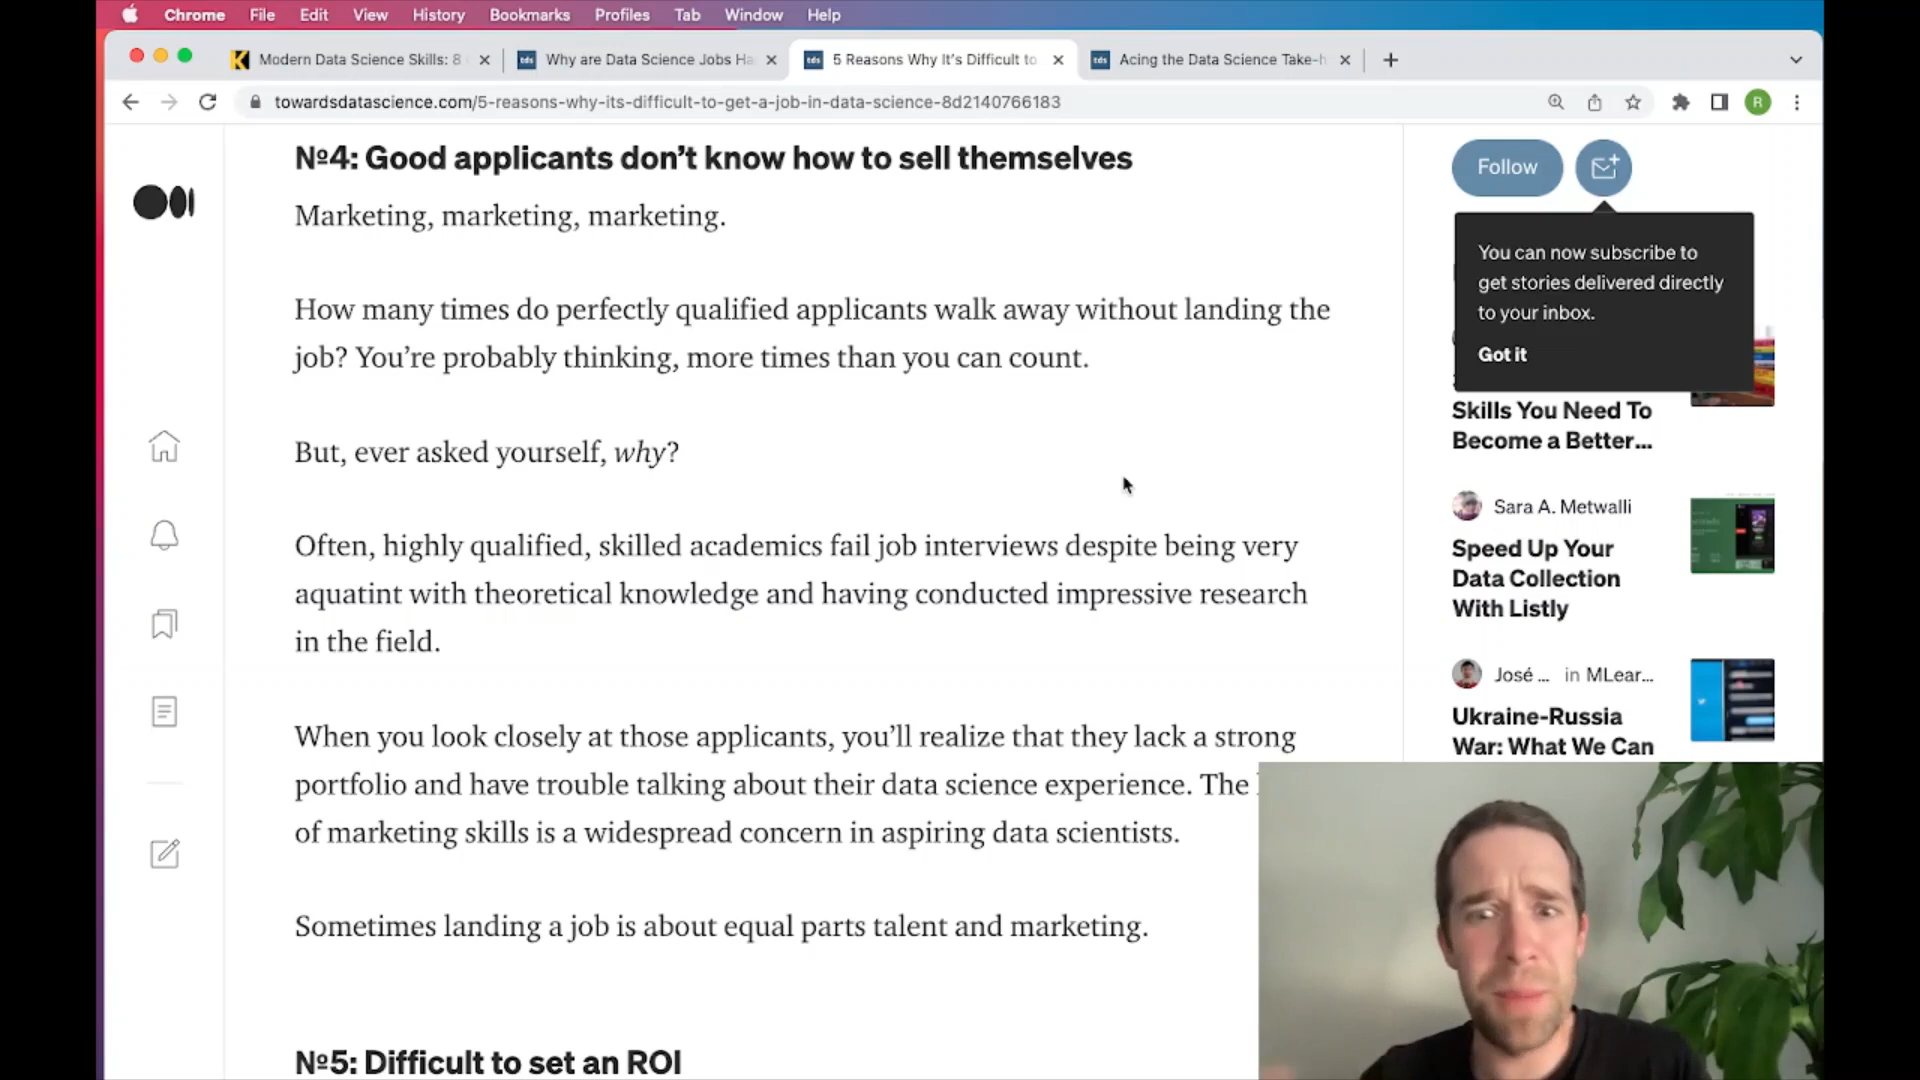 Chrome File Edit View History Bookmarks Profiles Tab Window Help
Modern Data Science Skills: 8
tds Why are Data Science Jobs Ha
tds 5 Reasons Why It's Difficult to
tds Acing the Data Science Take-h
towardsdatascience.com/5-reasons-why-its-difficult-to-get-a-job-in-data-science-8d2140766183
R
№4: Good applicants don’t know how to sell themselves
Marketing, marketing, marketing.
How many times do perfectly qualified applicants walk away without landing the
job? You’re probably thinking, more times than you can count.
But, ever asked yourself, why?
Often, highly qualified, skilled academics fail job interviews despite being very
aquatint with theoretical knowledge and having conducted impressive research
in the field.
When you look closely at those applicants, you’ll realize that they lack a strong
portfolio and have trouble talking about their data science experience. The
of marketing skills is a widespread concern in aspiring data scientists.
Sometimes landing a job is about equal parts talent and marketing.
№5: Difficult to set an ROI
Follow
You can now subscribe to
get stories delivered directly
to your inbox.
Got it
Skills You Need To
Become a Better...
Sara A. Metwalli
Speed Up Your
Data Collection
With Listly
José ... in MLear...
Ukraine-Russia
War: What We Can